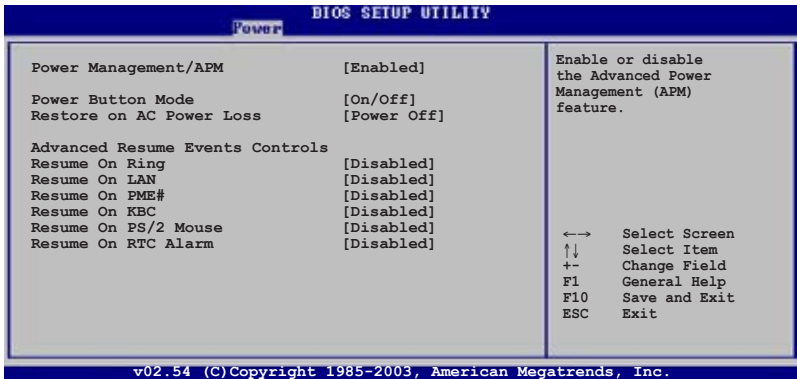 BIOS SETUP UTILITY
Power
Power Management/APM [Enabled]
Power Button Mode [On/Off]
Restore on AC Power Loss [Power Off]
Advanced Resume Events Controls
Resume On Ring [Disabled]
Resume On LAN [Disabled]
Resume On PME# [Disabled]
Resume On KBC [Disabled]
Resume On PS/2 Mouse [Disabled]
Resume On RTC Alarm [Disabled]
Enable or disable
the Advanced Power
Management (APM)
feature.
←→ Select Screen
↑↓ Select Item
+- Change Field
F1 General Help
F10 Save and Exit
ESC Exit
v02.54 (C)Copyright 1985-2003, American Megatrends, Inc.